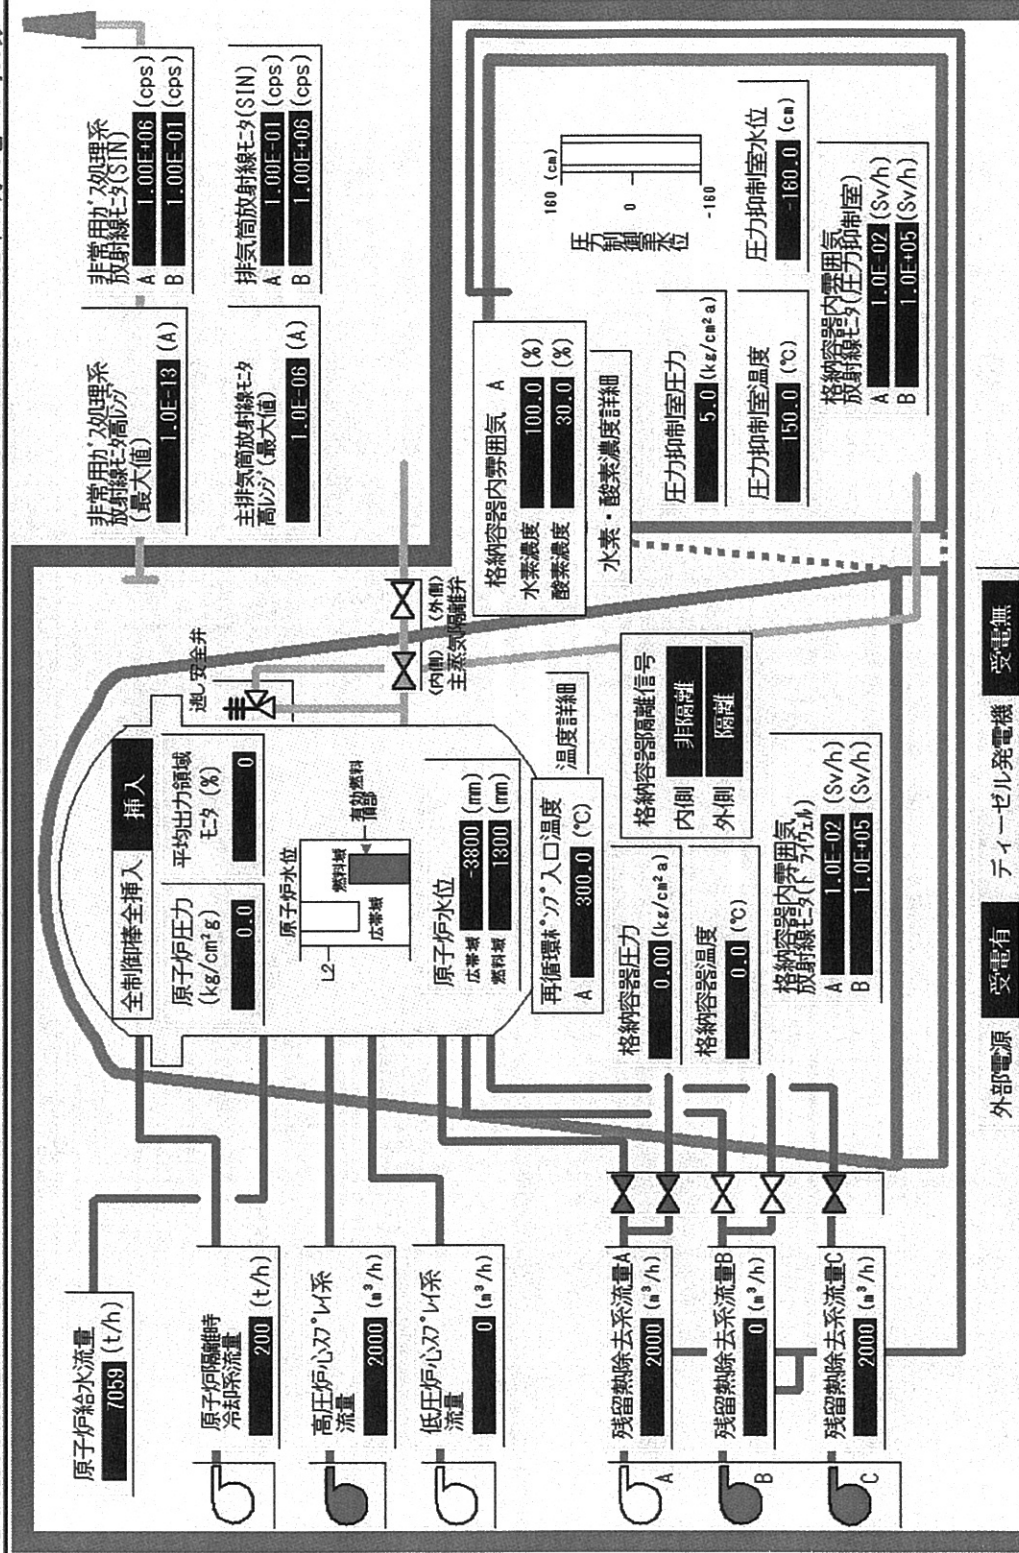 原子炉給水流量
7059 (t/h)
原子炉隔離時
冷却系流量
200 (t/h)
高圧炉心スプレイ系
流量
2000 (m³/h)
低圧炉心スプレイ系
流量
0 (m³/h)
残留熱除去系流量A
2000 (m³/h)
A
残留熱除去系流量B
0 (m³/h)
B
残留熱除去系流量C
2000 (m³/h)
C
全制御棒全挿入 挿入
原子炉圧力
(kg/cm²g)
0.0
平均出力領域
モニタ (%)
0
原子炉水位
L2
広帯域
燃料域
有効燃料
頂部
原子炉水位
広帯域 -3800 (mm)
燃料域 1300 (mm)
再循環ポンプ入口温度
A 300.0 (℃)
温度詳細
逃し安全弁
〈内側〉〈外側〉
主蒸気隔離弁
格納容器圧力
0.00 (kg/cm²a)
格納容器温度
0.0 (℃)
格納容器隔離信号
内側 非隔離
外側 隔離
格納容器内雰囲気
放射線モニタ(ドライウェル)
A 1.0E-02 (Sv/h)
B 1.0E+05 (Sv/h)
非常用ガス処理系
放射線モニタ高レンジ
(最大値)
1.0E-13 (A)
非常用ガス処理系
放射線モニタ(SIN)
A 1.00E+06 (cps)
B 1.00E-01 (cps)
主排気筒放射線モニタ
高レンジ(最大値)
1.0E-06 (A)
排気筒放射線モニタ(SIN)
A 1.00E-01 (cps)
B 1.00E+06 (cps)
格納容器内雰囲気 A
水素濃度 100.0 (%)
酸素濃度 30.0 (%)
水素・酸素濃度詳細
圧力制御室水位
160 (cm)
0
-160
圧力抑制室圧力
5.0 (kg/cm²a)
圧力抑制室水位
-160.0 (cm)
圧力抑制室温度
150.0 (℃)
格納容器内雰囲気
放射線モニタ(圧力抑制室)
A 1.0E-02 (Sv/h)
B 1.0E+05 (Sv/h)
外部電源 受電有 ディーゼル発電機 受電無